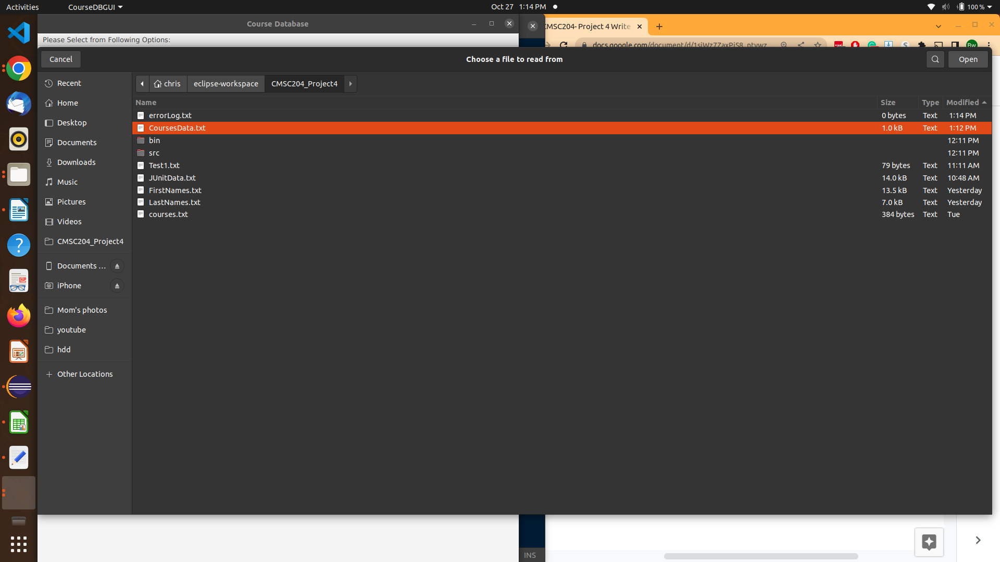 Activities CourseDBGUI Oct 27 1:14 PM 100 %
Course Database
CMSC204- Project 4 Write
Please Select from Following Options:
docs.google.com/document/d/1siWz7ZaxPjS8_ntvwz
Bw
Cancel Choose a file to read from Open
Recent
Home
Desktop
Documents
Downloads
Music
Pictures
Videos
CMSC204_Project4
Documents ...
iPhone
Mom's photos
youtube
hdd
Other Locations
chris eclipse-workspace CMSC204_Project4
Name Size Type Modified
errorLog.txt 0 bytes Text 1:14 PM
CoursesData.txt 1.0 kB Text 1:12 PM
bin 12:11 PM
src 12:11 PM
Test1.txt 79 bytes Text 11:11 AM
JUnitData.txt 14.0 kB Text 10:48 AM
FirstNames.txt 13.5 kB Text Yesterday
LastNames.txt 7.0 kB Text Yesterday
courses.txt 384 bytes Text Tue
INS